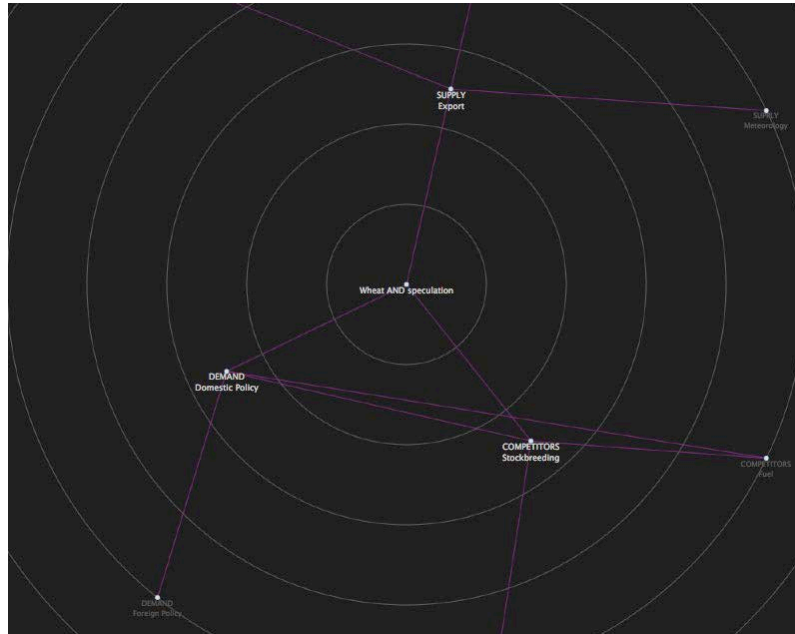 SUPPLY
Export
SUPPLY
Meteorology
Wheat AND speculation
DEMAND
Domestic Policy
COMPETITORS
Stockbreeding
COMPETITORS
Fuel
DEMAND
Foreign Policy